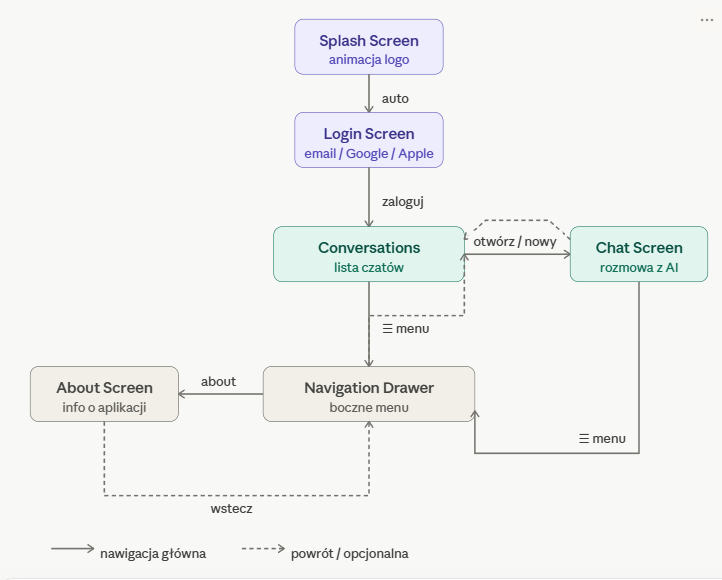 Splash Screen
animacja logo
auto
Login Screen
email / Google / Apple
zaloguj
Conversations
lista czatów
otwórz / nowy
Chat Screen
rozmowa z AI
☰ menu
About Screen
info o aplikacji
about
Navigation Drawer
boczne menu
☰ menu
wstecz
nawigacja główna
powrót / opcjonalna